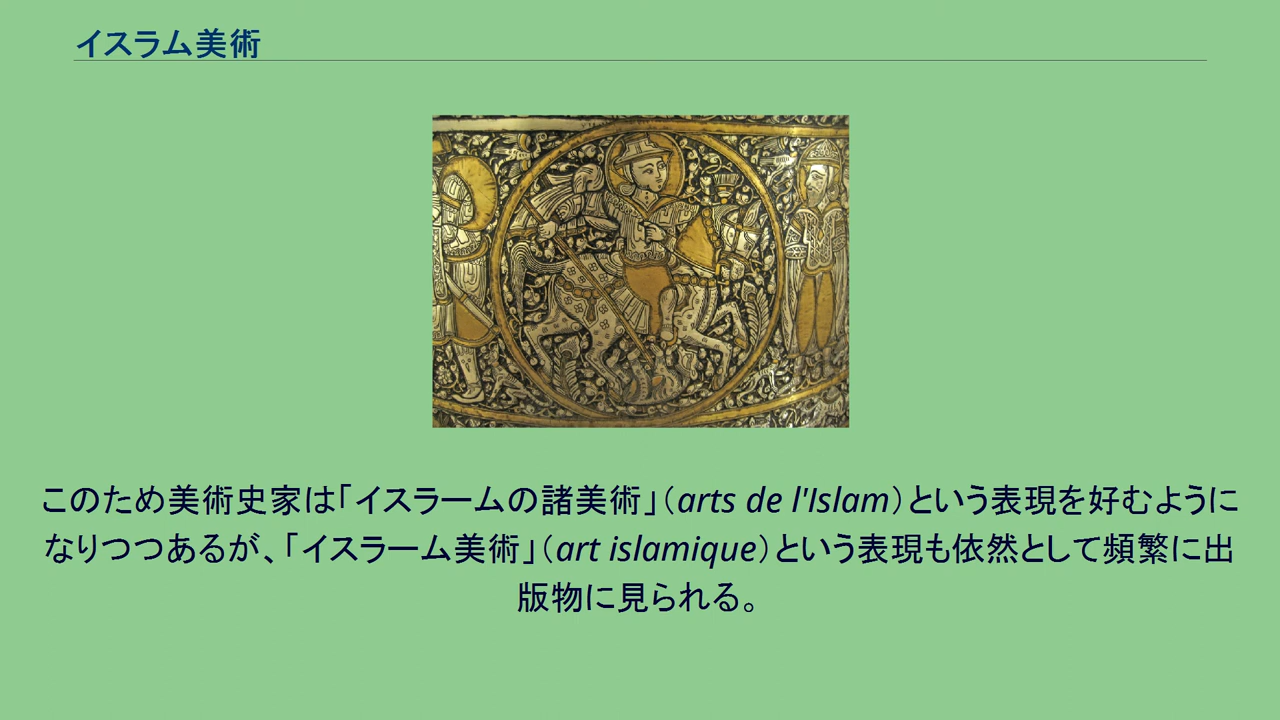 イスラム美術
このため美術史家は「イスラームの諸美術」（arts de l'Islam）という表現を好むように
なりつつあるが、「イスラーム美術」（art islamique）という表現も依然として頻繁に出
版物に見られる。